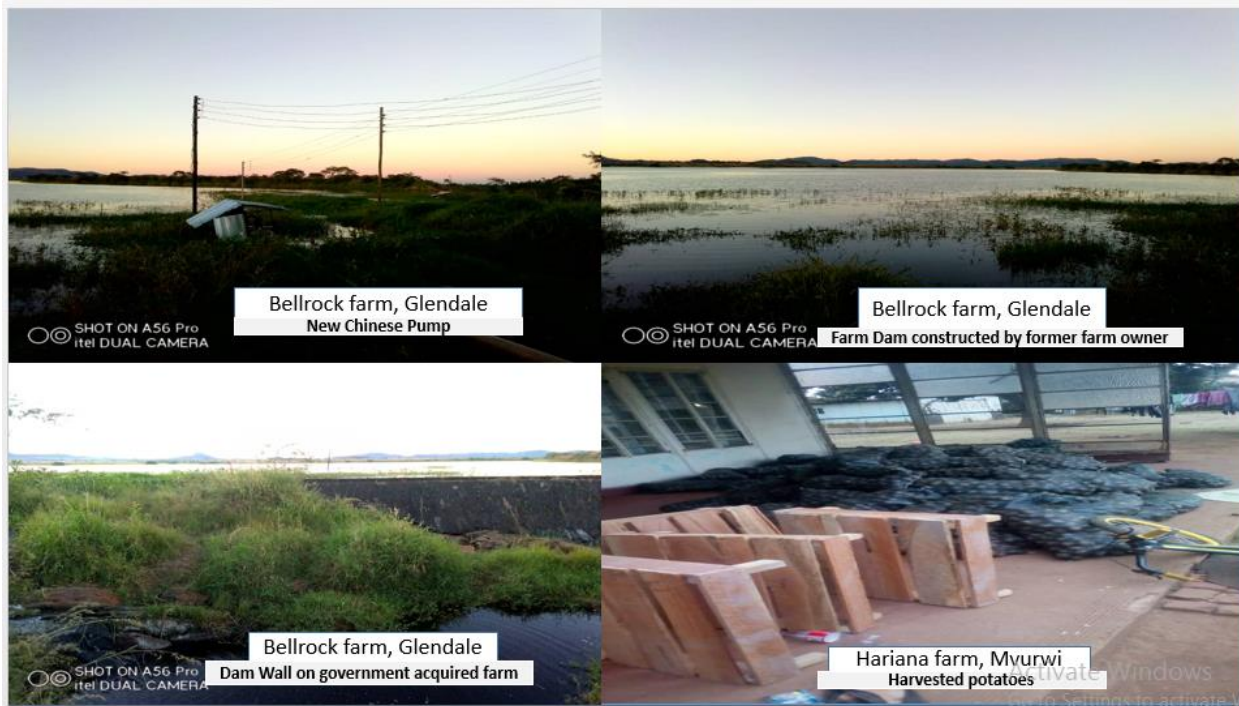 Bellrock farm, Glendale
New Chinese Pump
SHOT ON A56 Pro
itel DUAL CAMERA
Bellrock farm, Glendale
Farm Dam constructed by former farm owner
SHOT ON A56 Pro
itel DUAL CAMERA
Bellrock farm, Glendale
Dam Wall on government acquired farm
SHOT ON A56 Pro
itel DUAL CAMERA
Hariana farm, Mvurwi
Harvested potatoes
Activate Windows
Go to Settings to activate